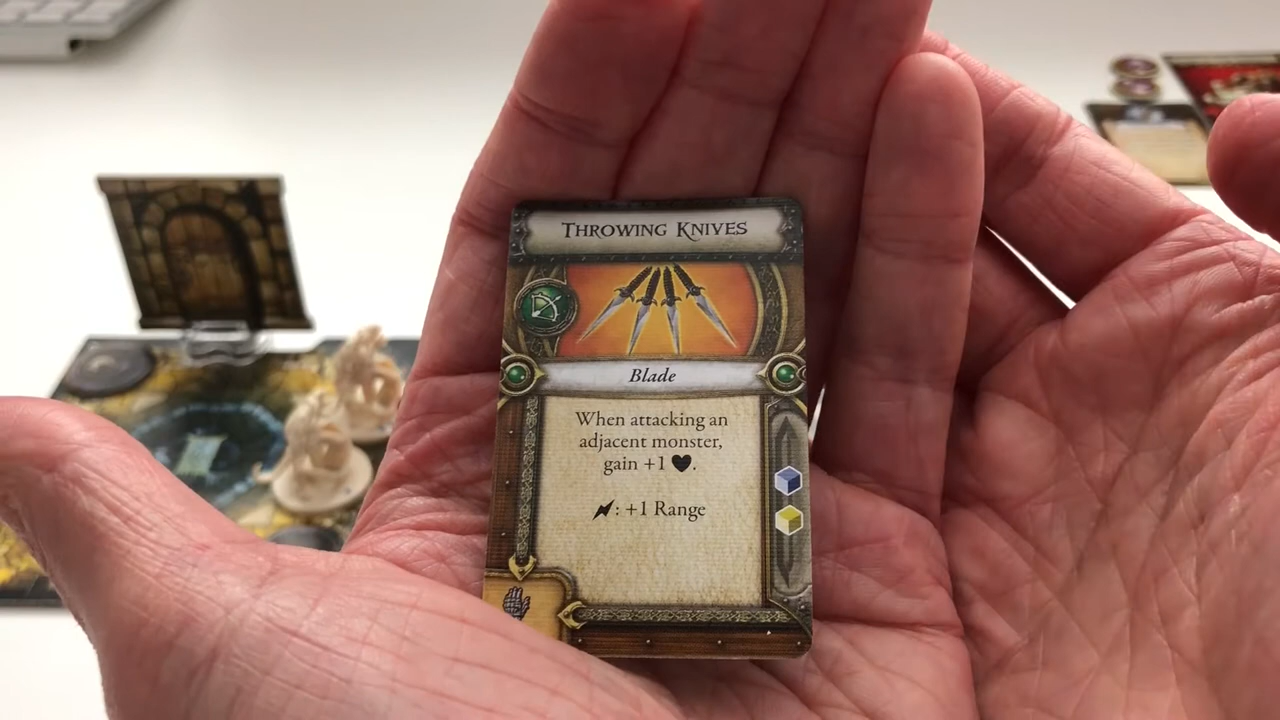 THROWING KNIVES
Blade
When attacking an
adjacent monster,
gain +1 ♥.
: +1 Range